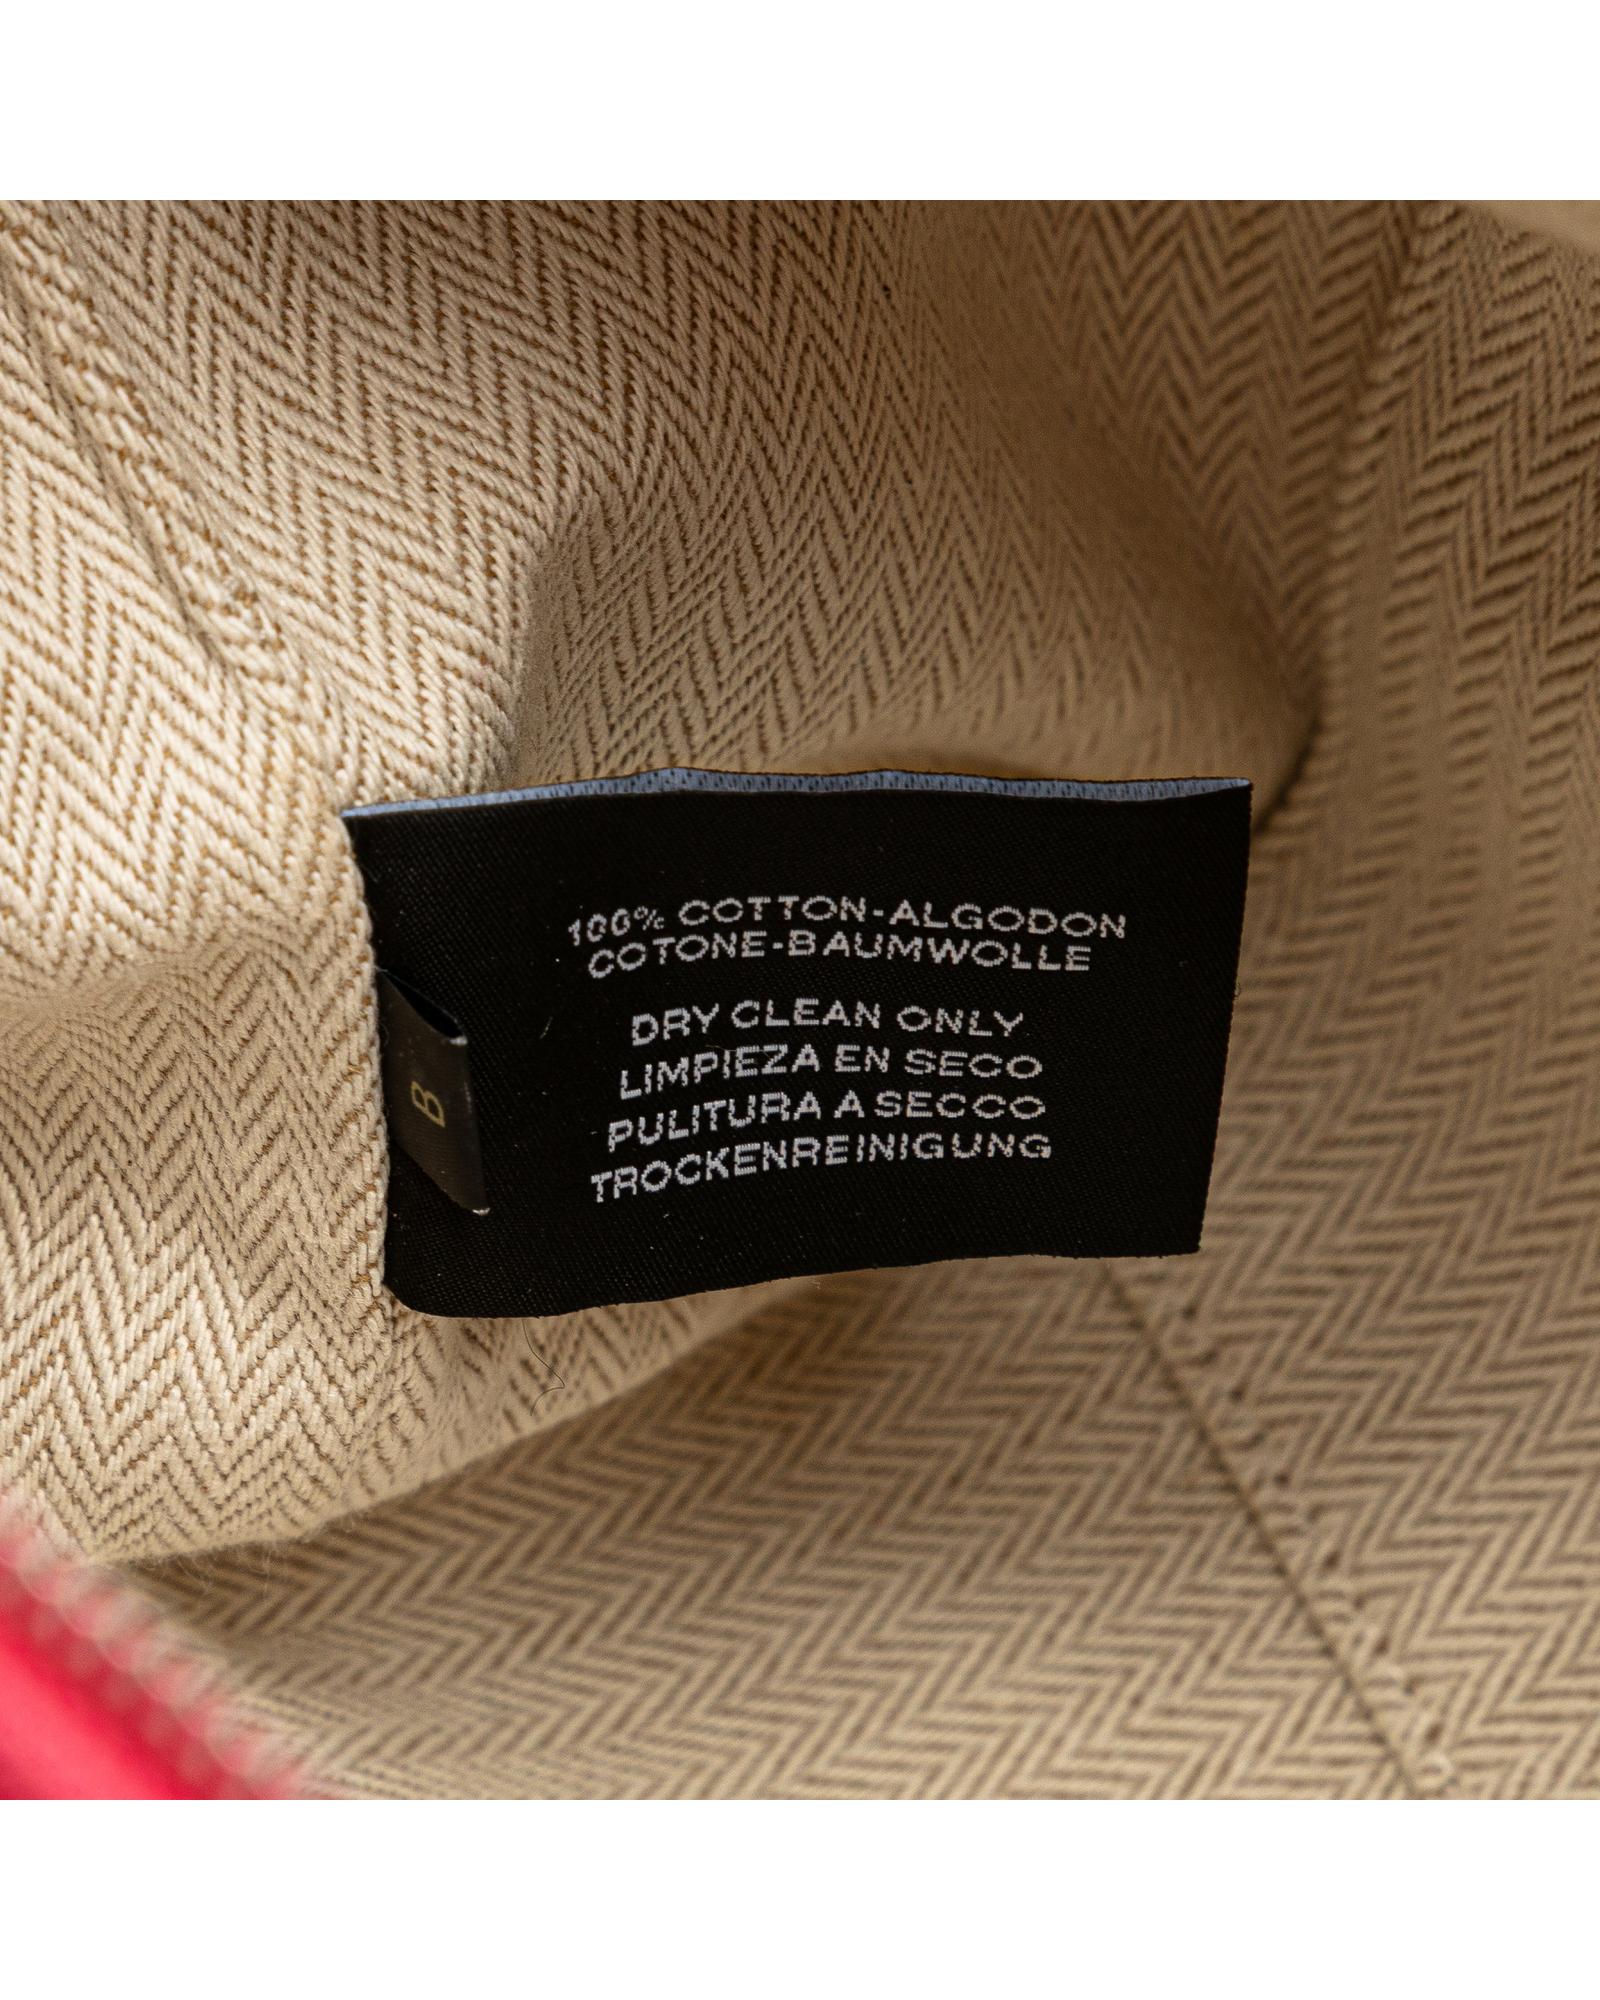 100% COTTON-ALGODON
COTONE-BAUMWOLLE
DRY CLEAN ONLY
LIMPIEZA EN SECO
PULITURA A SECCO
TROCKENREINIGUNG
B